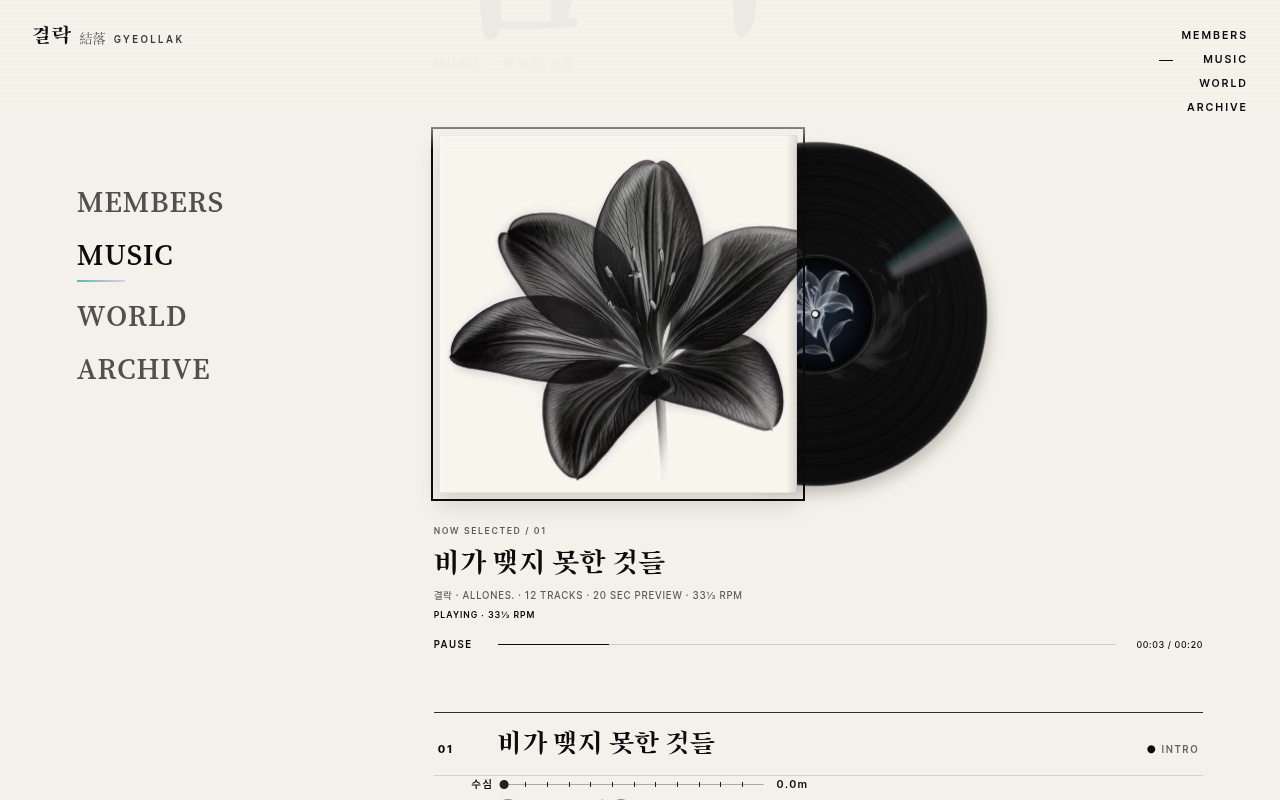 결락 結落 GYEOLLAK
MEMBERS
MUSIC
WORLD
ARCHIVE
MEMBERS
MUSIC
WORLD
ARCHIVE
NOW SELECTED / 01
비가 맺지 못한 것들
결락 · ALLONES. · 12 TRACKS · 20 SEC PREVIEW · 33⅓ RPM
PLAYING · 33⅓ RPM
PAUSE 00:03 / 00:20
01 비가 맺지 못한 것들 INTRO
수심 0.0m